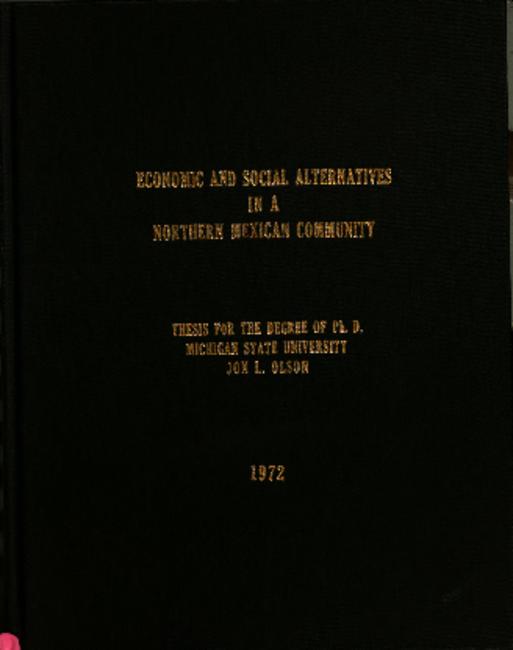 ECONOMIC AND SOCIAL ALTERNATIVES
IN A
NORTHERN MEXICAN COMMUNITY
THESIS FOR THE DEGREE OF Ph. D.
MICHIGAN STATE UNIVERSITY
JON L. OLSON
1972